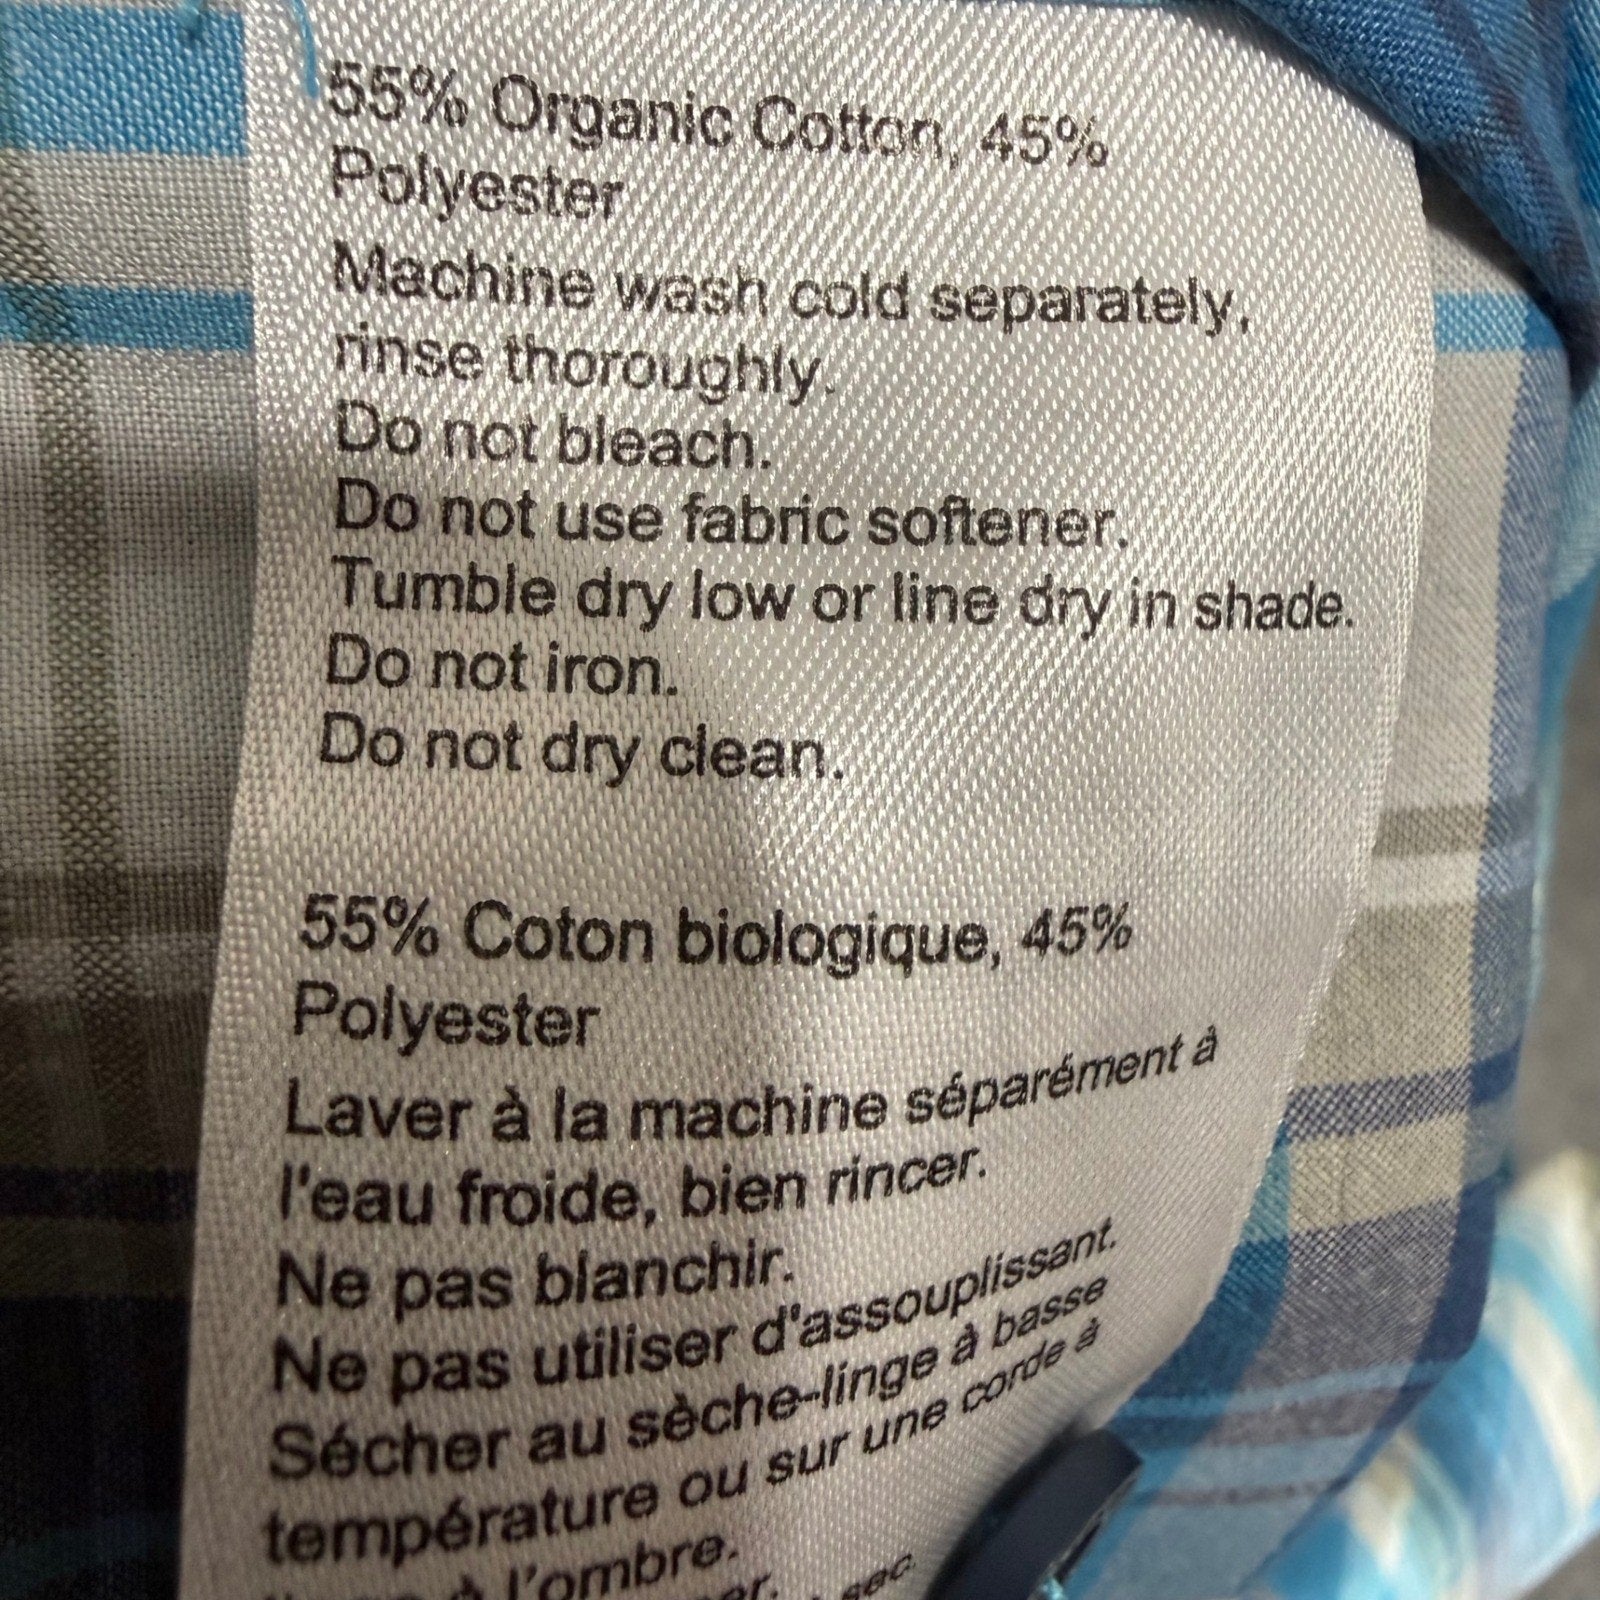 55% Organic Cotton, 45%
Polyester
Machine wash cold separately,
rinse thoroughly.
Do not bleach.
Do not use fabric softener.
Tumble dry low or line dry in shade.
Do not iron.
Do not dry clean.
55% Coton biologique, 45%
Polyester
Laver à la machine séparément à
l'eau froide, bien rincer.
Ne pas blanchir.
Ne pas utiliser d'assouplissant.
Sécher au sèche-linge à basse
température ou sur une corde à
à l'ombre.
sec.